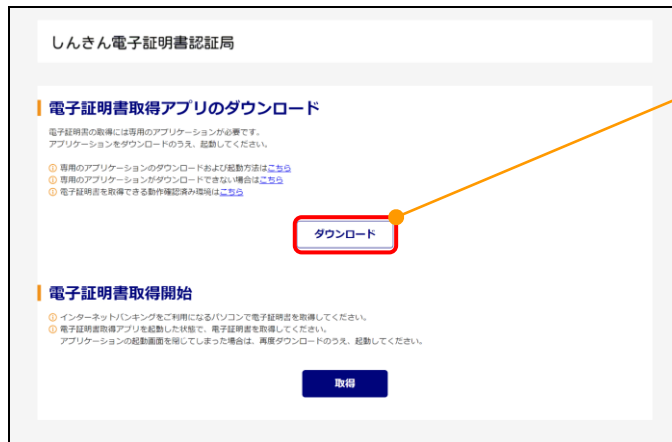 しんきん電子証明書認証局
電子証明書取得アプリのダウンロード
電子証明書の取得には専用のアプリケーションが必要です。
アプリケーションをダウンロードのうえ、起動してください。
専用のアプリケーションのダウンロードおよび起動方法はこちら
専用のアプリケーションがダウンロードできない場合はこちら
電子証明書を取得できる動作確認済み環境はこちら
ダウンロード
電子証明書取得開始
インターネットバンキングをご利用になるパソコンで電子証明書を取得してください。
電子証明書取得アプリを起動した状態で、電子証明書を取得してください。
アプリケーションの起動画面を閉じてしまった場合は、再度ダウンロードのうえ、起動してください。
取得